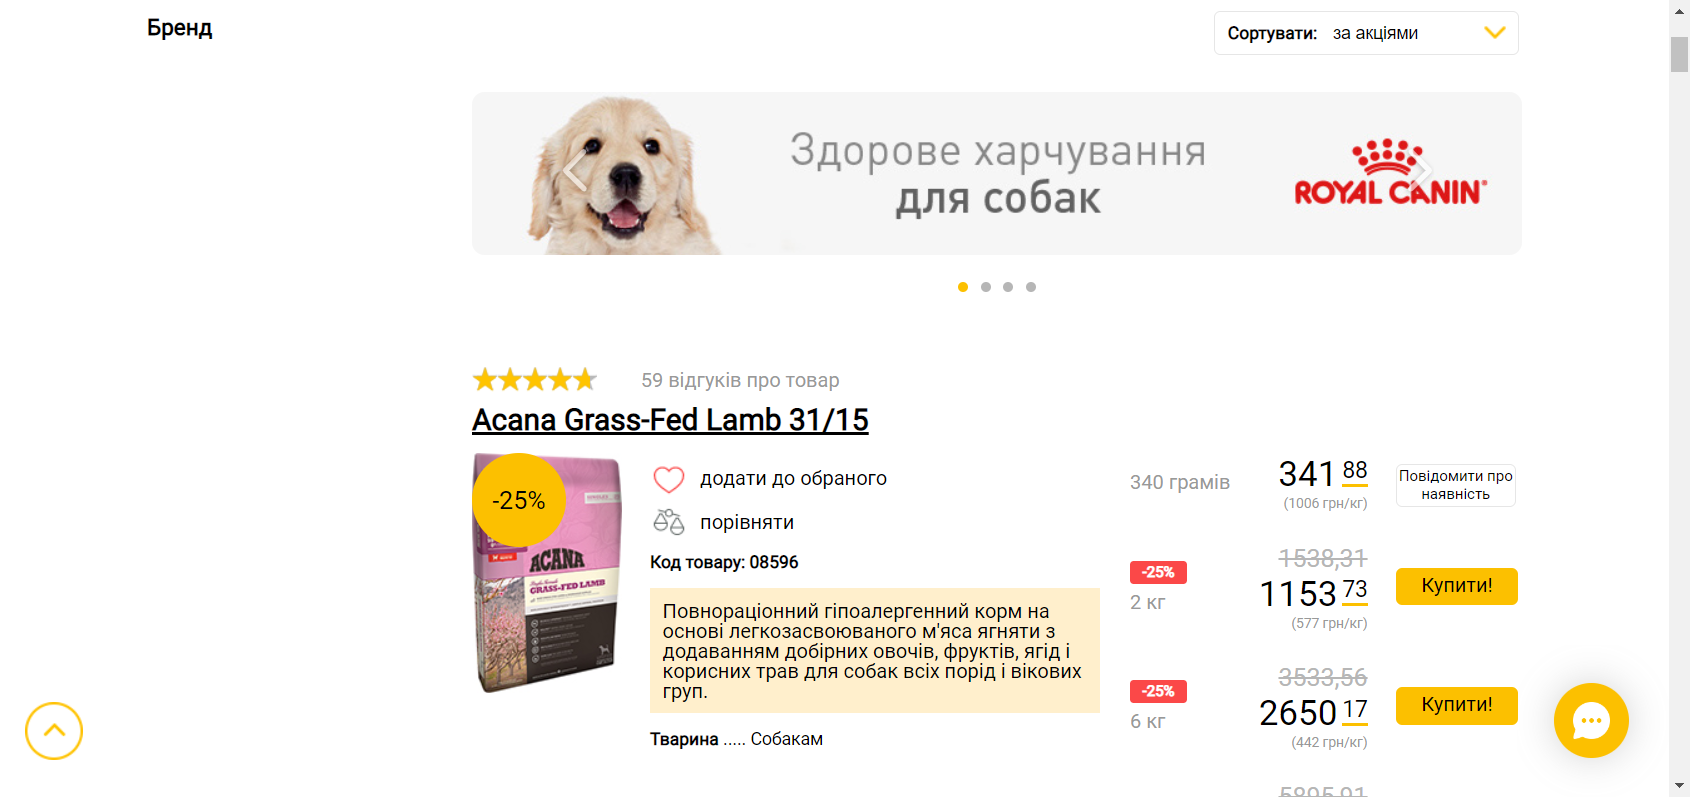 Бренд
Сортувати: за акціями
Здорове харчування
для собак
ROYAL CANIN
59 відгуків про товар
Acana Grass-Fed Lamb 31/15
-25%
ACANA
GRASS-FED LAMB
додати до обраного
порівняти
Код товару: 08596
Повнораціонний гіпоалергенний корм на
основі легкозасвоюваного м'яса ягняти з
додаванням добірних овочів, фруктів, ягід і
корисних трав для собак всіх порід і вікових
груп.
Тварина ..... Собакам
340 грамів
341 88
(1006 грн/кг)
Повідомити про
наявність
-25%
2 кг
1538,31
1153 73
(577 грн/кг)
Купити!
-25%
6 кг
3533,56
2650 17
(442 грн/кг)
Купити!
5895,91